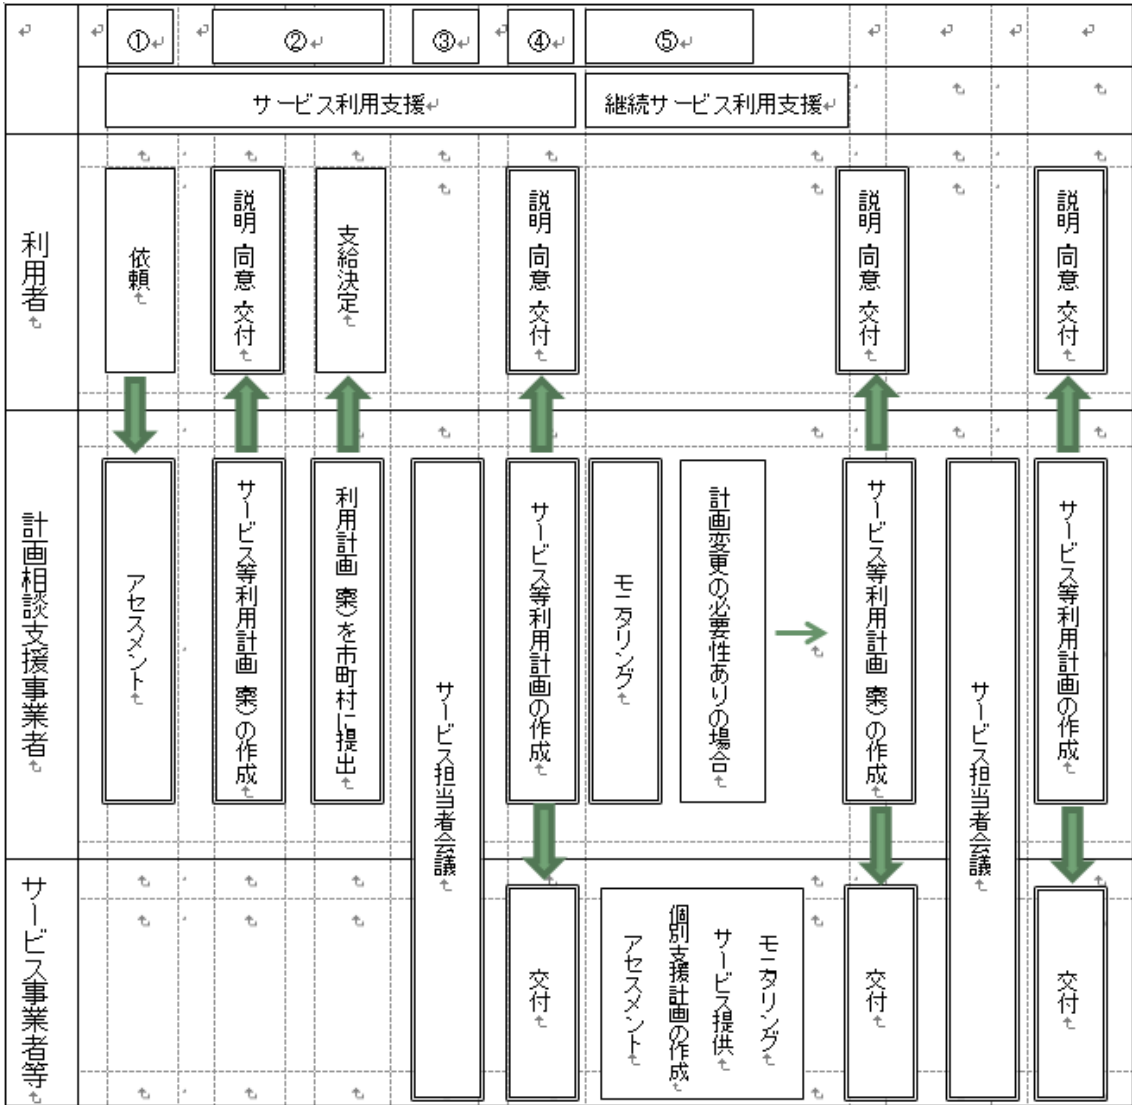 ①
②
③
④
⑤
サービス利用支援
継続サービス利用支援
利用者
依頼
説明・同意・交付
支給決定
説明・同意・交付
説明・同意・交付
説明・同意・交付
計画相談支援事業者
アセスメント
サービス等利用計画（案）の作成
利用計画（案）を市町村に提出
サービス担当者会議
サービス等利用計画の作成
モニタリング
計画変更の必要性ありの場合
サービス等利用計画（案）の作成
サービス担当者会議
サービス等利用計画の作成
サービス事業者等
交付
モニタリング
サービス提供
個別支援計画の作成
アセスメント
交付
交付